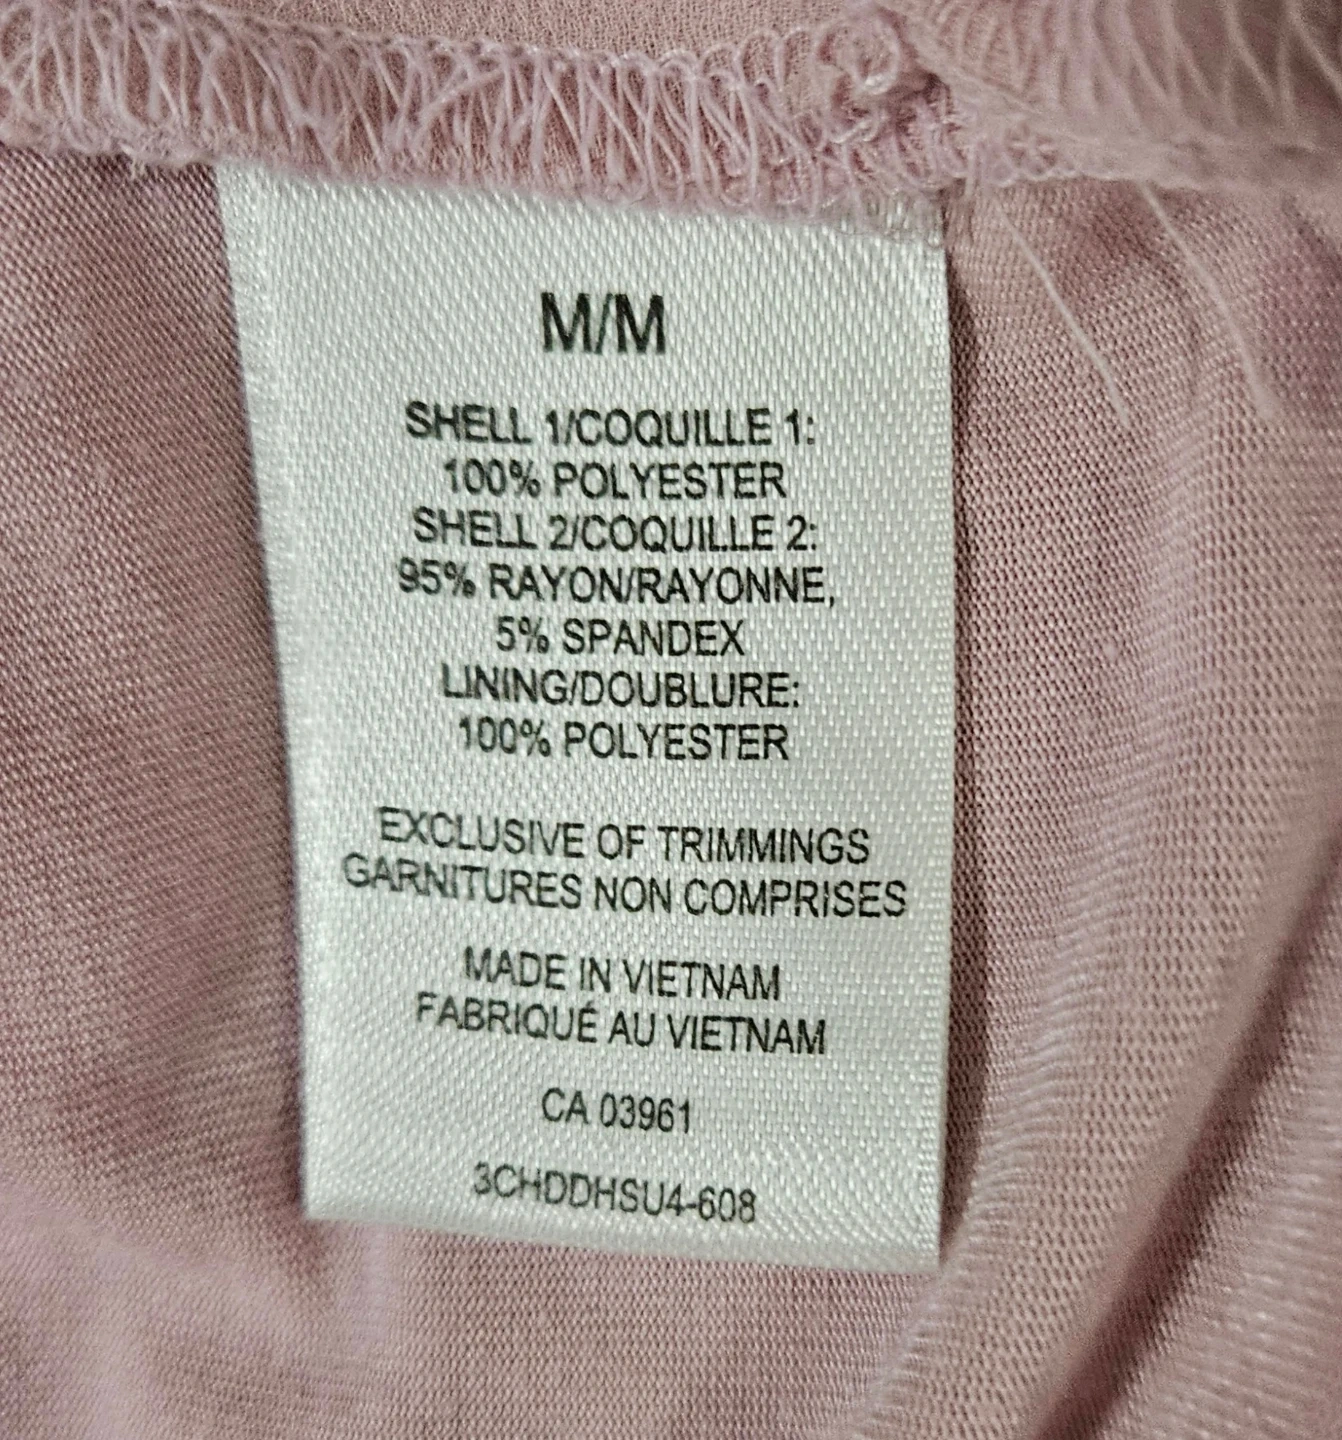 M/M
SHELL 1/COQUILLE 1:
100% POLYESTER
SHELL 2/COQUILLE 2:
95% RAYON/RAYONNE,
5% SPANDEX
LINING/DOUBLURE:
100% POLYESTER
EXCLUSIVE OF TRIMMINGS
GARNITURES NON COMPRISES
MADE IN VIETNAM
FABRIQUÉ AU VIETNAM
CA 03961
3CHDDHSU4-608